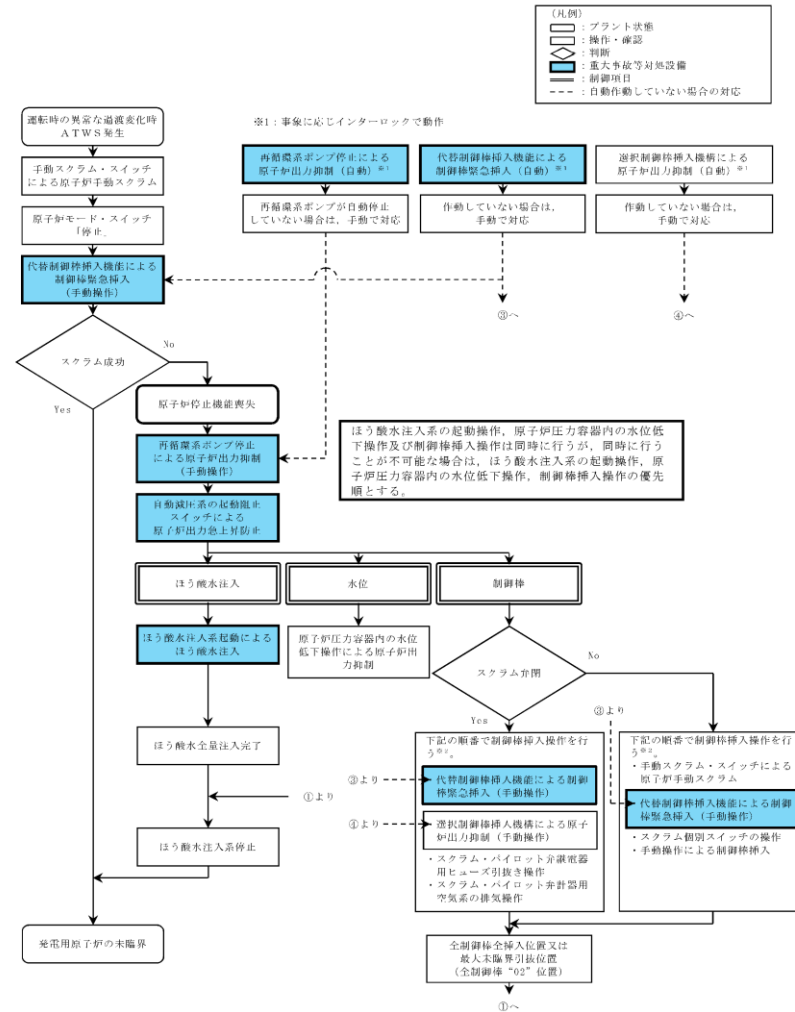 (凡例)
：プラント状態
：操作・確認
：判断
：重大事故等対処設備
：制御項目
：自動作動していない場合の対応
運転時の異常な過渡変化時
ATWS発生
※1：事象に応じインターロックで動作
手動スクラム・スイッチ
による原子炉手動スクラム
再循環系ポンプ停止による
原子炉出力抑制（自動）※1
代替制御棒挿入機能による
制御棒緊急挿入（自動）※1
選択制御棒挿入機構による
原子炉出力抑制（自動）※1
原子炉モード・スイッチ
「停止」
再循環系ポンプが自動停止
していない場合は，手動で対応
作動していない場合は，
手動で対応
作動していない場合は，
手動で対応
代替制御棒挿入機能による
制御棒緊急挿入
（手動操作）
③へ
④へ
スクラム成功
No
Yes
原子炉停止機能喪失
再循環系ポンプ停止
による原子炉出力抑制
（手動操作）
ほう酸水注入系の起動操作，原子炉圧力容器内の水位低
下操作及び制御棒挿入操作は同時に行うが，同時に行う
ことが不可能な場合は，ほう酸水注入系の起動操作，原
子炉圧力容器内の水位低下操作，制御棒挿入操作の優先
順とする。
自動減圧系の起動阻止
スイッチによる
原子炉出力急上昇防止
ほう酸水注入
水位
制御棒
ほう酸水注入系起動による
ほう酸水注入
原子炉圧力容器内の水位
低下操作による原子炉出
力抑制
スクラム弁閉
No
Yes
③より
ほう酸水全量注入完了
下記の順番で制御棒挿入操作を行
う※2。
③より
代替制御棒挿入機能による制御
棒緊急挿入（手動操作）
④より
選択制御棒挿入機構による原子
炉出力抑制（手動操作）
・スクラム・パイロット弁継電器
用ヒューズ引抜き操作
・スクラム・パイロット弁計器用
空気系の排気操作
下記の順番で制御棒挿入操作を行
う※2。
・手動スクラム・スイッチによる
原子炉手動スクラム
代替制御棒挿入機能による制御
棒緊急挿入（手動操作）
・スクラム個別スイッチの操作
・手動操作による制御棒挿入
①より
ほう酸水注入系停止
発電用原子炉の未臨界
全制御棒全挿入位置又は
最大未臨界引抜位置
（全制御棒“02”位置）
①へ